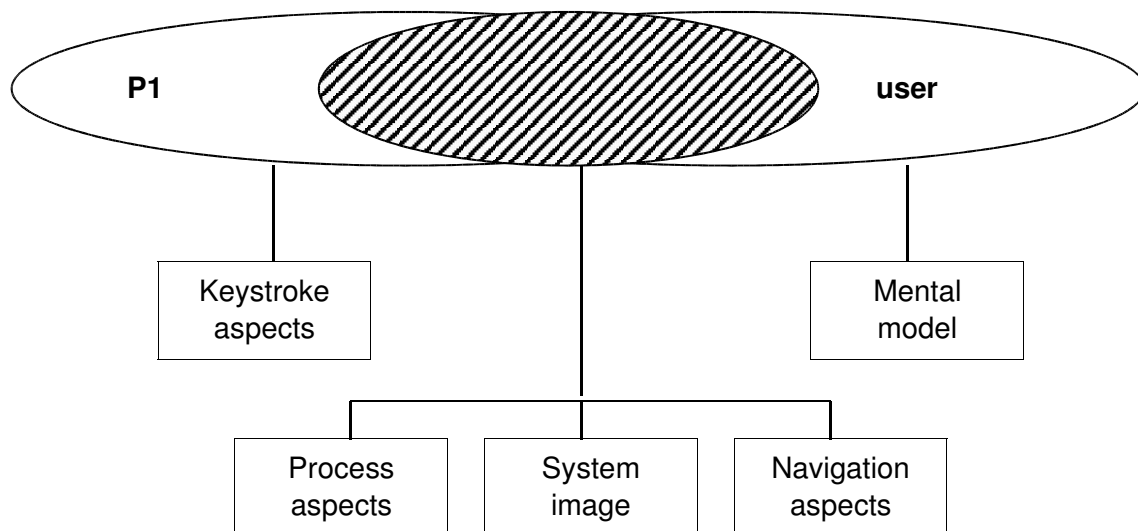 P1
user
Keystroke
aspects
Mental
model
Process
aspects
System
image
Navigation
aspects